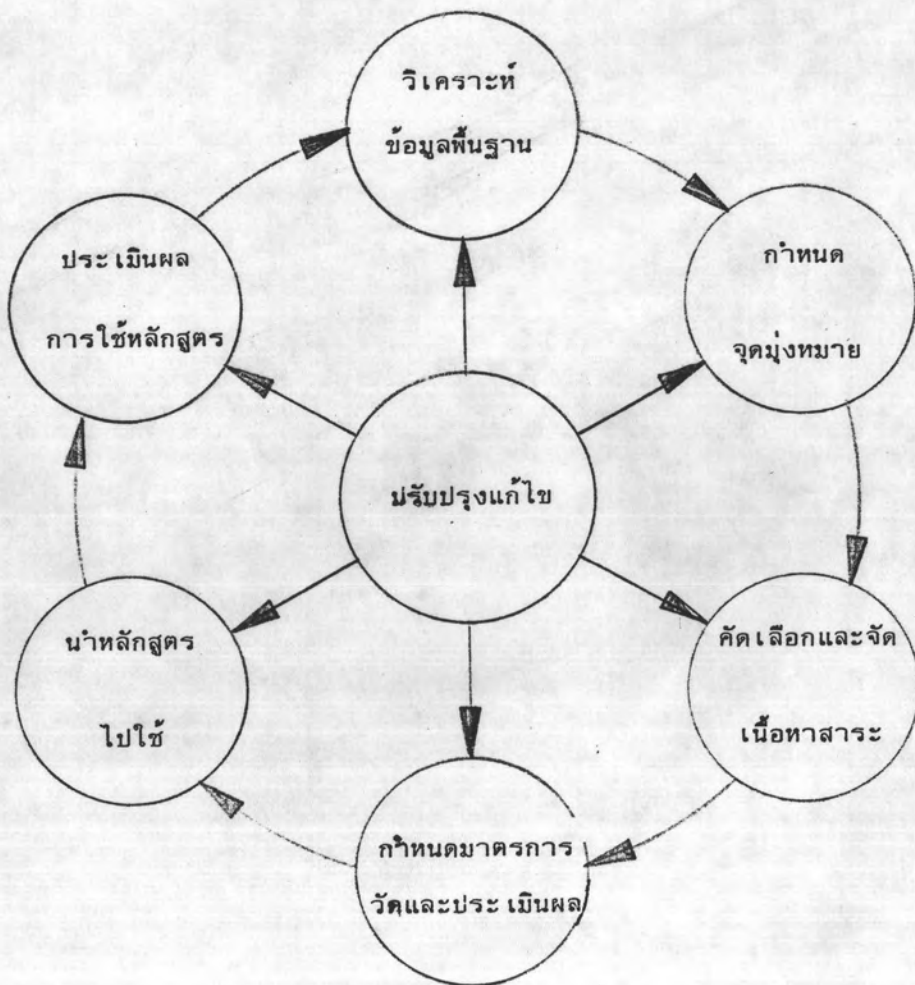 วิเคราะห์
ข้อมูลพื้นฐาน
กำหนด
จุดมุ่งหมาย
คัดเลือกและจัด
เนื้อหาสาระ
กำหนดมาตรการ
วัดและประเมินผล
นำหลักสูตร
ไปใช้
ประเมินผล
การใช้หลักสูตร
ปรับปรุงแก้ไข